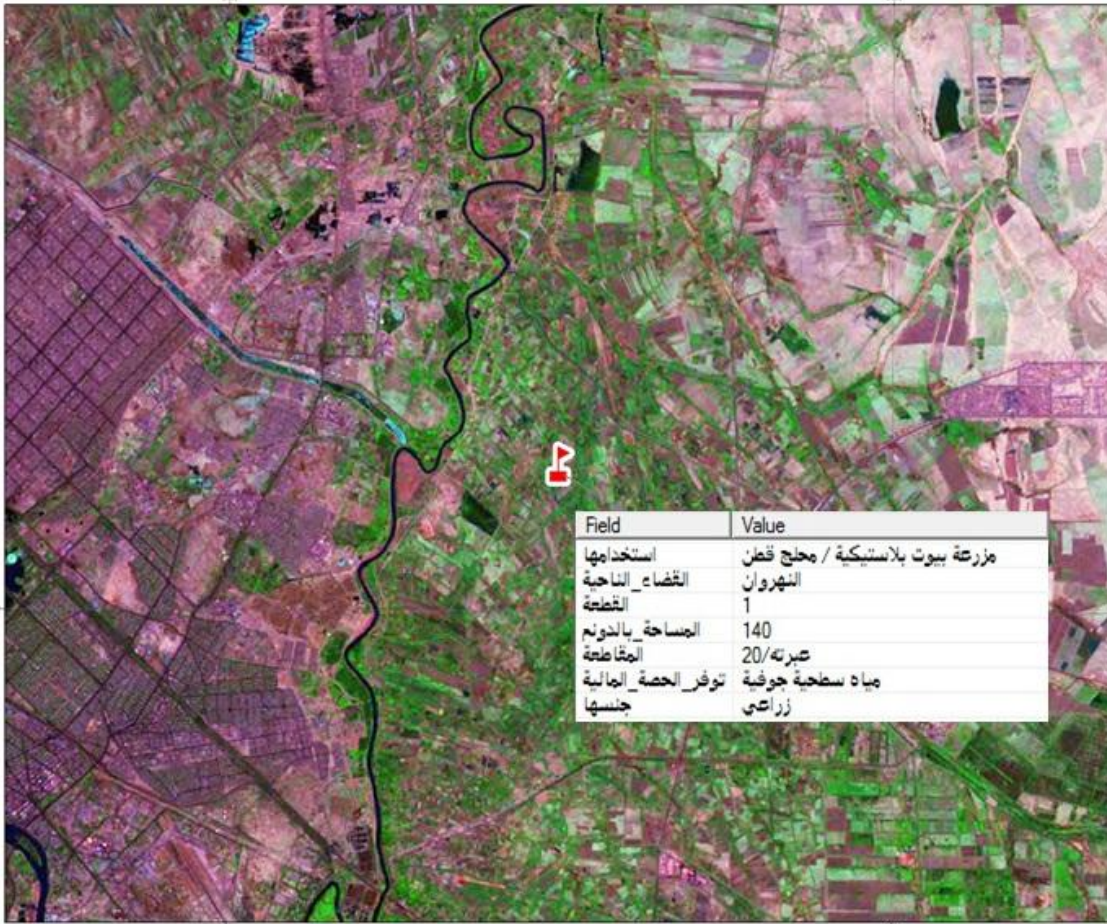 Field Value
استخدامها مزرعة بيوت بلاستيكية / محلج قطن
القضاء_الناحية النهروان
القطعة 1
المساحة_بالدونم 140
المقاطعة عبرته/20
توفر_الحصة_المائية مياه سطحية جوفية
جنسها زراعي